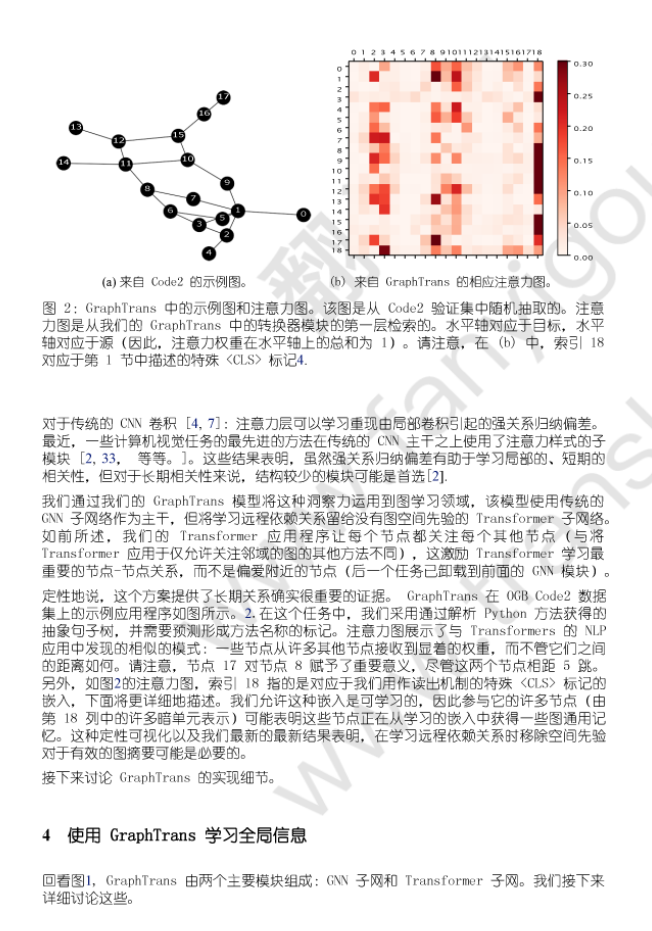 0 1 2 3 4 5 6 7 8 9 101112131415161718
17
16
13
12
15
14
11
10
9
8
7
6
5
1
0
3
2
4
0
1
2
3
4
5
6
7
8
9
10
11
12
13
14
15
16
17
18
0.30
0.25
0.20
0.15
0.10
0.05
0.00
(a) 来自 Code2 的示例图。
(b) 来自 GraphTrans 的相应注意力图。
图 2: GraphTrans 中的示例图和注意力图。该图是从 Code2 验证集中随机抽取的。注意
力图是从我们的 GraphTrans 中的转换器模块的第一层检索的。水平轴对应于目标，水平
轴对应于源（因此，注意力权重在水平轴上的总和为 1）。请注意，在 (b) 中，索引 18
对应于第 1 节中描述的特殊 <CLS> 标记4.
对于传统的 CNN 卷积 [4, 7]：注意力层可以学习重现由局部卷积引起的强关系归纳偏差。
最近，一些计算机视觉任务的最先进的方法在传统的 CNN 主干之上使用了注意力样式的子
模块 [2, 33， 等等。]。这些结果表明，虽然强关系归纳偏差有助于学习局部的、短期的
相关性，但对于长期相关性来说，结构较少的模块可能是首选[2].
我们通过我们的 GraphTrans 模型将这种洞察力运用到图学习领域，该模型使用传统的
GNN 子网络作为主干，但将学习远程依赖关系留给没有图空间先验的 Transformer 子网络。
如前所述，我们的 Transformer 应用程序让每个节点都关注每个其他节点（与将
Transformer 应用于仅允许关注邻域的图的其他方法不同），这激励 Transformer 学习最
重要的节点-节点关系，而不是偏爱附近的节点（后一个任务已卸载到前面的 GNN 模块）。
定性地说，这个方案提供了长期关系确实很重要的证据。 GraphTrans 在 OGB Code2 数据
集上的示例应用程序如图所示。2. 在这个任务中，我们采用通过解析 Python 方法获得的
抽象句子树，并需要预测形成方法名称的标记。注意力图展示了与 Transformers 的 NLP
应用中发现的相似的模式：一些节点从许多其他节点接收到显着的权重，而不管它们之间
的距离如何。请注意，节点 17 对节点 8 赋予了重要意义，尽管这两个节点相距 5 跳。
另外，如图2的注意力图，索引 18 指的是对应于我们用作读出机制的特殊 <CLS> 标记的
嵌入，下面将更详细地描述。我们允许这种嵌入是可学习的，因此参与它的许多节点（由
第 18 列中的许多暗单元表示）可能表明这些节点正在从学习的嵌入中获得一些图通用记
忆。这种定性可视化以及我们最新的最新结果表明，在学习远程依赖关系时移除空间先验
对于有效的图摘要可能是必要的。
接下来讨论 GraphTrans 的实现细节。
4 使用 GraphTrans 学习全局信息
回看图1，GraphTrans 由两个主要模块组成：GNN 子网和 Transformer 子网。我们接下来
详细讨论这些。